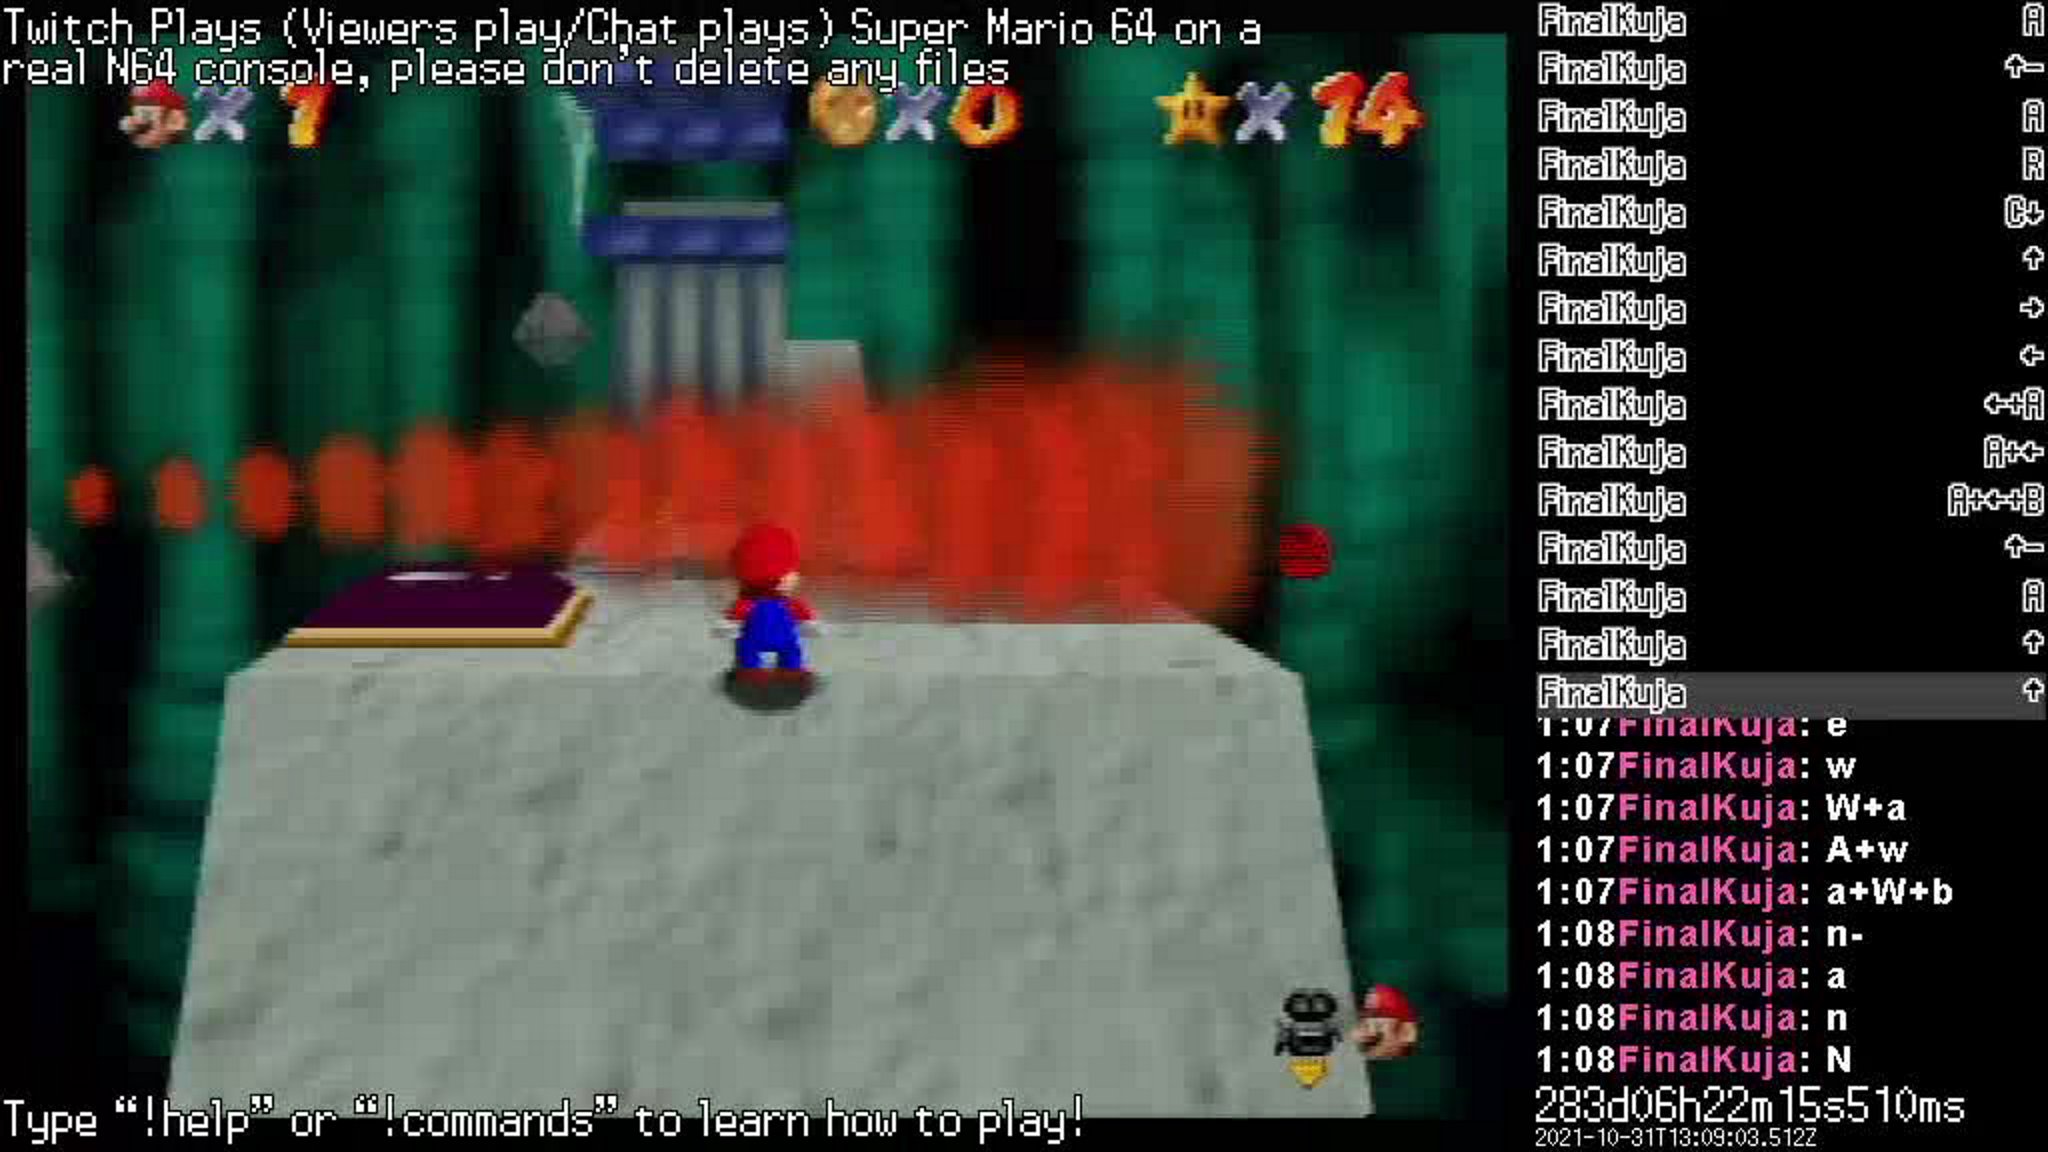 Twitch Plays (Viewers play/Chat plays) Super Mario 64 on a
real N64 console, please don't delete any files
x 1
x 0
x 14
Type “!help” or “!commands” to learn how to play!
FinalKuja A
FinalKuja ↑-
FinalKuja A
FinalKuja R
FinalKuja C↓
FinalKuja ↑
FinalKuja →
FinalKuja ←
FinalKuja ←+A
FinalKuja A+←
FinalKuja A+←+B
FinalKuja ↑-
FinalKuja A
FinalKuja ↑
FinalKuja ↑
1:07FinalKuja: e
1:07FinalKuja: w
1:07FinalKuja: W+a
1:07FinalKuja: A+w
1:07FinalKuja: a+W+b
1:08FinalKuja: n-
1:08FinalKuja: a
1:08FinalKuja: n
1:08FinalKuja: N
283d06h22m15s510ms
2021-10-31T13:09:03.512Z